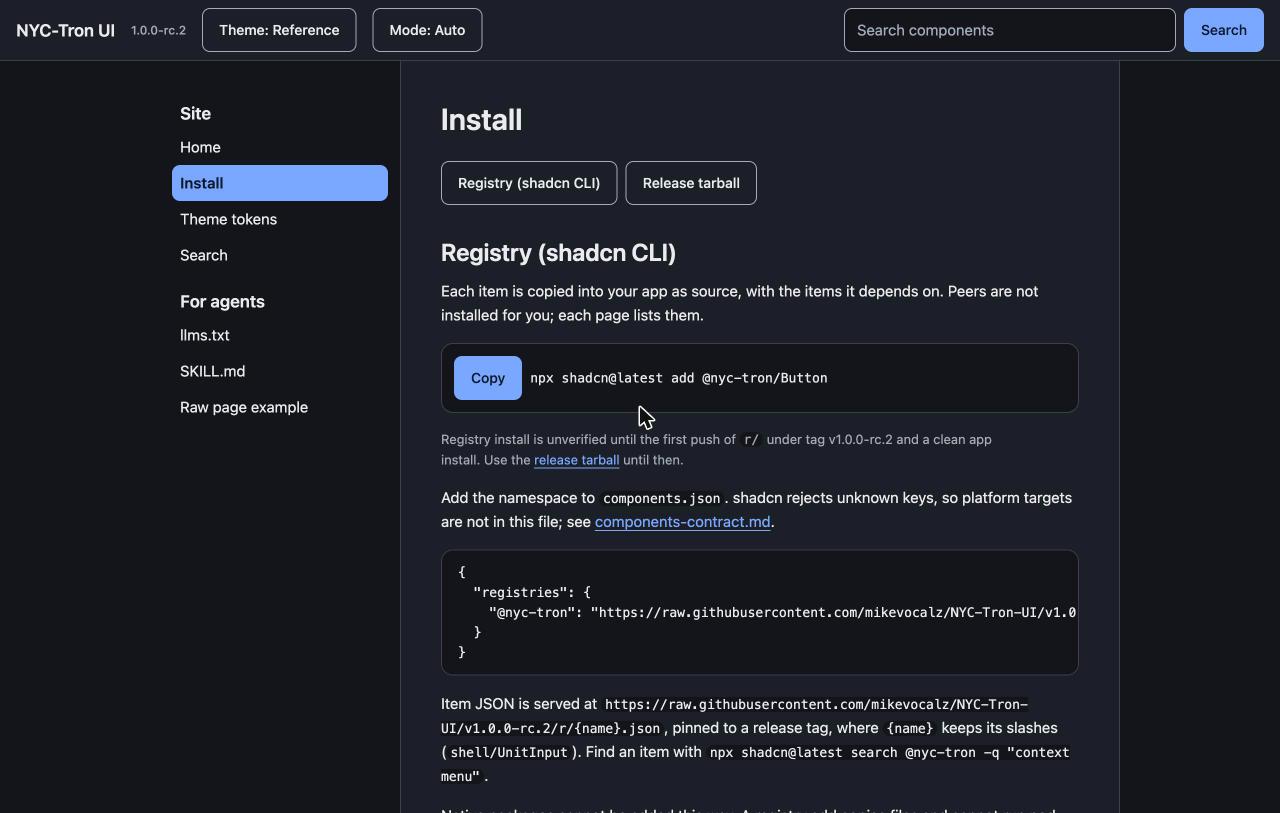 NYC-Tron UI 1.0.0-rc.2 Theme: Reference Mode: Auto Search components Search
Site
Home
Install
Theme tokens
Search
For agents
llms.txt
SKILL.md
Raw page example
Install
Registry (shadcn CLI) Release tarball
Registry (shadcn CLI)
Each item is copied into your app as source, with the items it depends on. Peers are not
installed for you; each page lists them.
Copy npx shadcn@latest add @nyc-tron/Button
Registry install is unverified until the first push of r/ under tag v1.0.0-rc.2 and a clean app
install. Use the release tarball until then.
Add the namespace to components.json. shadcn rejects unknown keys, so platform targets
are not in this file; see components-contract.md.
{
"registries": {
"@nyc-tron": "https://raw.githubusercontent.com/mikevocalz/NYC-Tron-UI/v1.0
}
}
Item JSON is served at https://raw.githubusercontent.com/mikevocalz/NYC-Tron-
UI/v1.0.0-rc.2/r/{name}.json, pinned to a release tag, where {name} keeps its slashes
(shell/UnitInput). Find an item with npx shadcn@latest search @nyc-tron -q "context
menu".